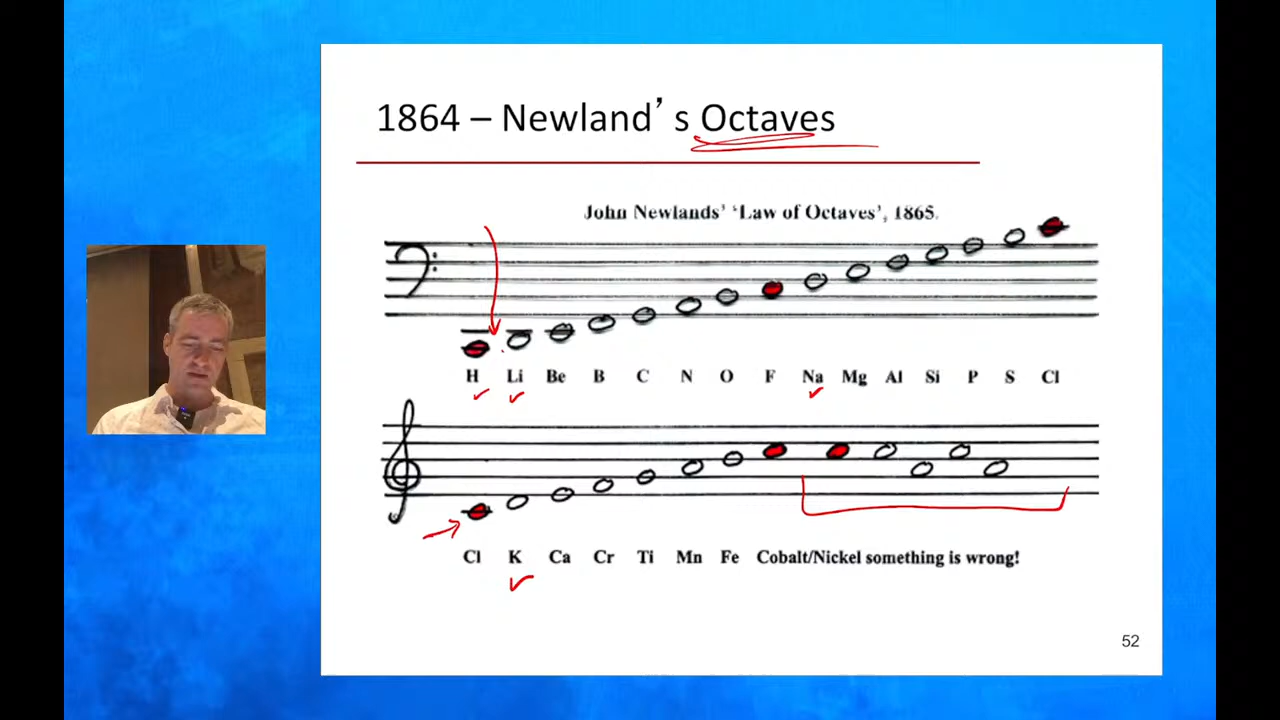 1864 – Newland’s Octaves
John Newlands’ ‘Law of Octaves’, 1865.
H Li Be B C N O F Na Mg Al Si P S Cl
Cl K Ca Cr Ti Mn Fe Cobalt/Nickel something is wrong!
52